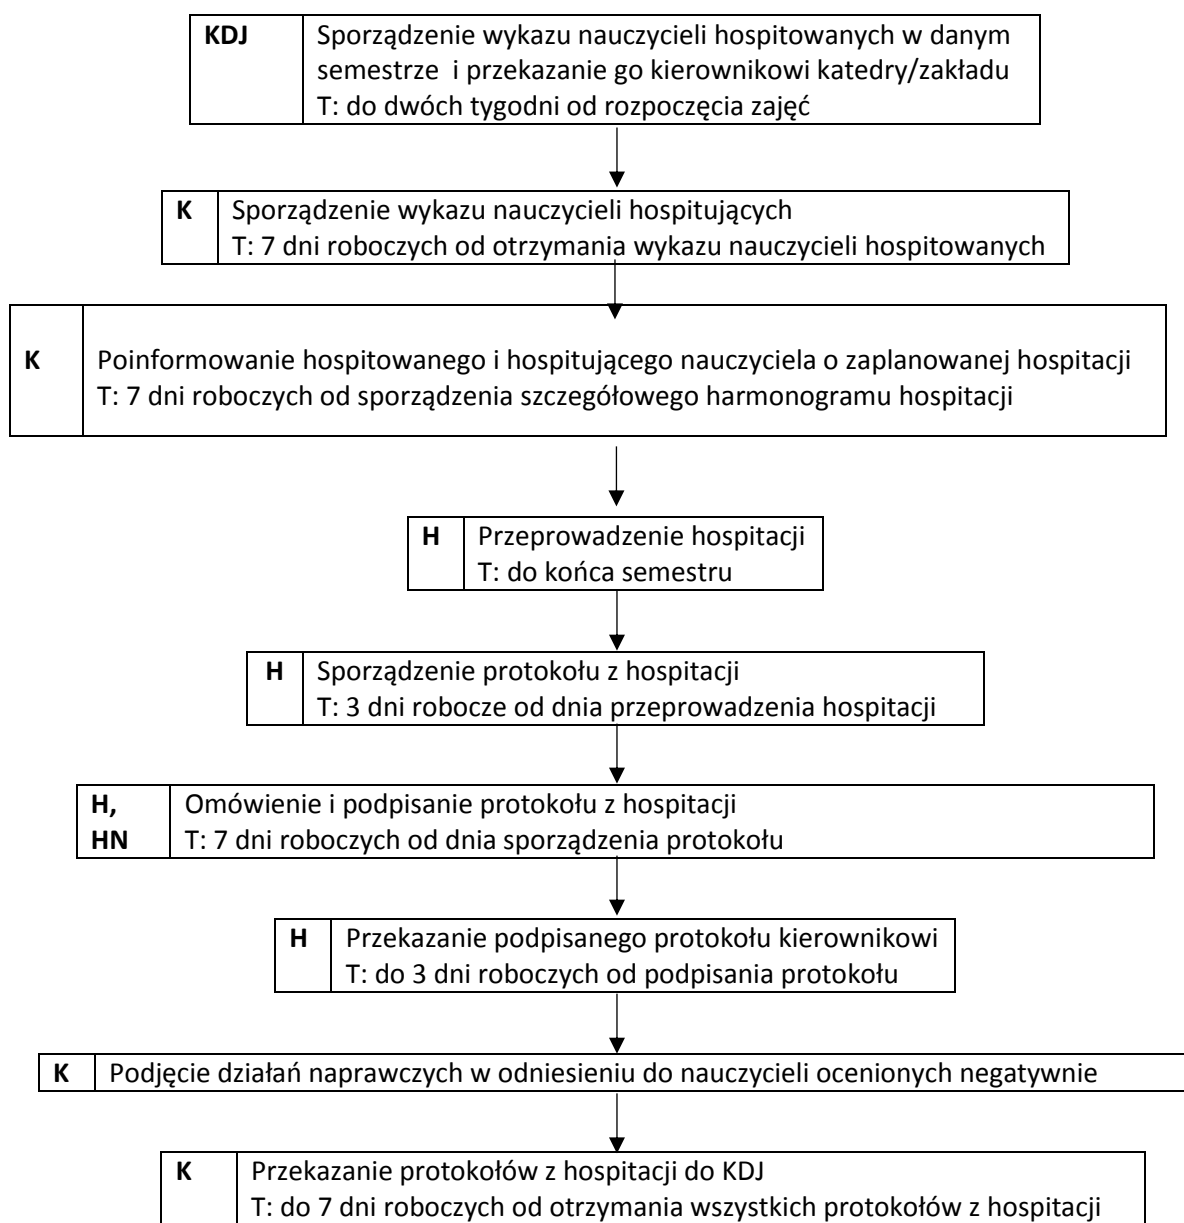 KDJ Sporządzenie wykazu nauczycieli hospitowanych w danym
semestrze i przekazanie go kierownikowi katedry/zakładu
T: do dwóch tygodni od rozpoczęcia zajęć
K Sporządzenie wykazu nauczycieli hospitujących
T: 7 dni roboczych od otrzymania wykazu nauczycieli hospitowanych
K Poinformowanie hospitowanego i hospitującego nauczyciela o zaplanowanej hospitacji
T: 7 dni roboczych od sporządzenia szczegółowego harmonogramu hospitacji
H Przeprowadzenie hospitacji
T: do końca semestru
H Sporządzenie protokołu z hospitacji
T: 3 dni robocze od dnia przeprowadzenia hospitacji
H, Omówienie i podpisanie protokołu z hospitacji
HN T: 7 dni roboczych od dnia sporządzenia protokołu
H Przekazanie podpisanego protokołu kierownikowi
T: do 3 dni roboczych od podpisania protokołu
K Podjęcie działań naprawczych w odniesieniu do nauczycieli ocenionych negatywnie
K Przekazanie protokołów z hospitacji do KDJ
T: do 7 dni roboczych od otrzymania wszystkich protokołów z hospitacji